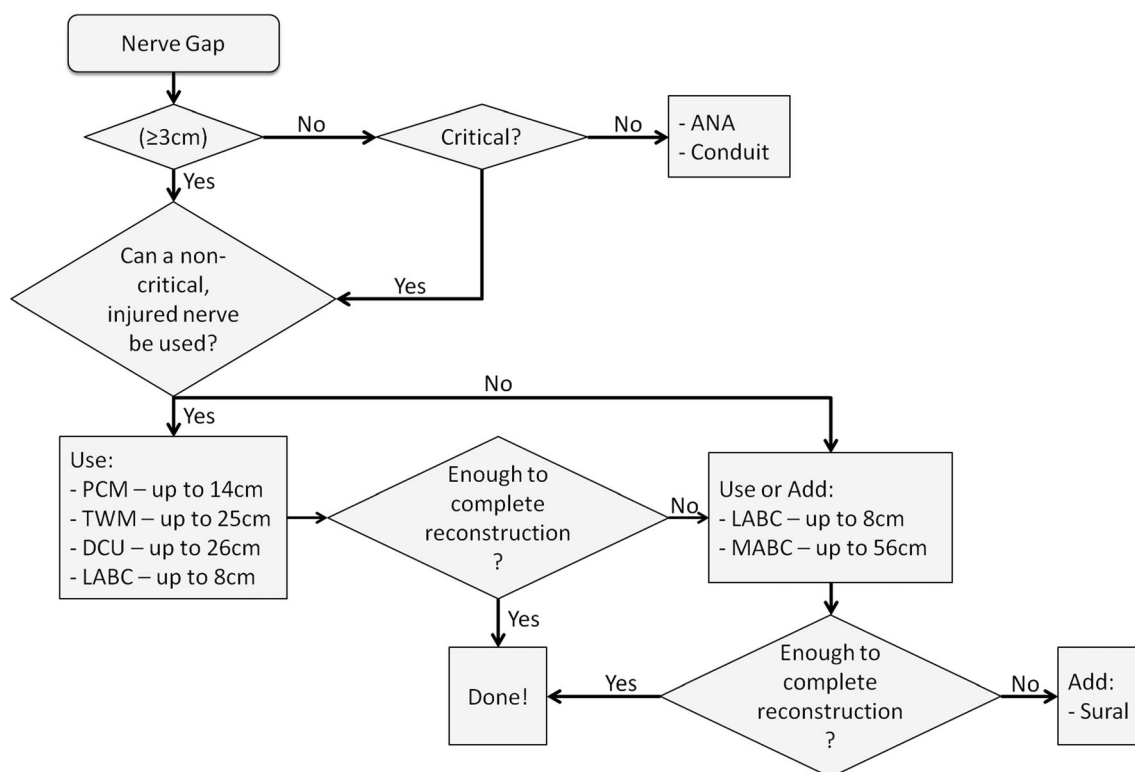 Nerve Gap
(≥3cm)
No
Critical?
No
- ANA
- Conduit
Yes
Can a non-
critical,
injured nerve
be used?
Yes
No
Yes
Use:
- PCM – up to 14cm
- TWM – up to 25cm
- DCU – up to 26cm
- LABC – up to 8cm
Enough to
complete
reconstruction
?
No
Use or Add:
- LABC – up to 8cm
- MABC – up to 56cm
Yes
Done!
Yes
Enough to
complete
reconstruction
?
No
Add:
- Sural